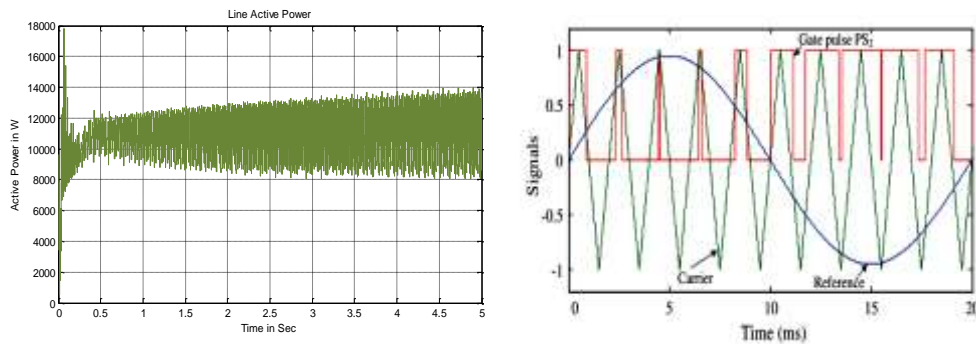 Line Active Power
18000
16000
14000
12000
10000
8000
6000
4000
2000
0
Active Power in W
0 0.5 1 1.5 2 2.5 3 3.5 4 4.5 5
Time in Sec
Gate pulse PS2
1
0.5
0
-0.5
-1
Signals
Carrier
Reference
0 5 10 15 20
Time (ms)